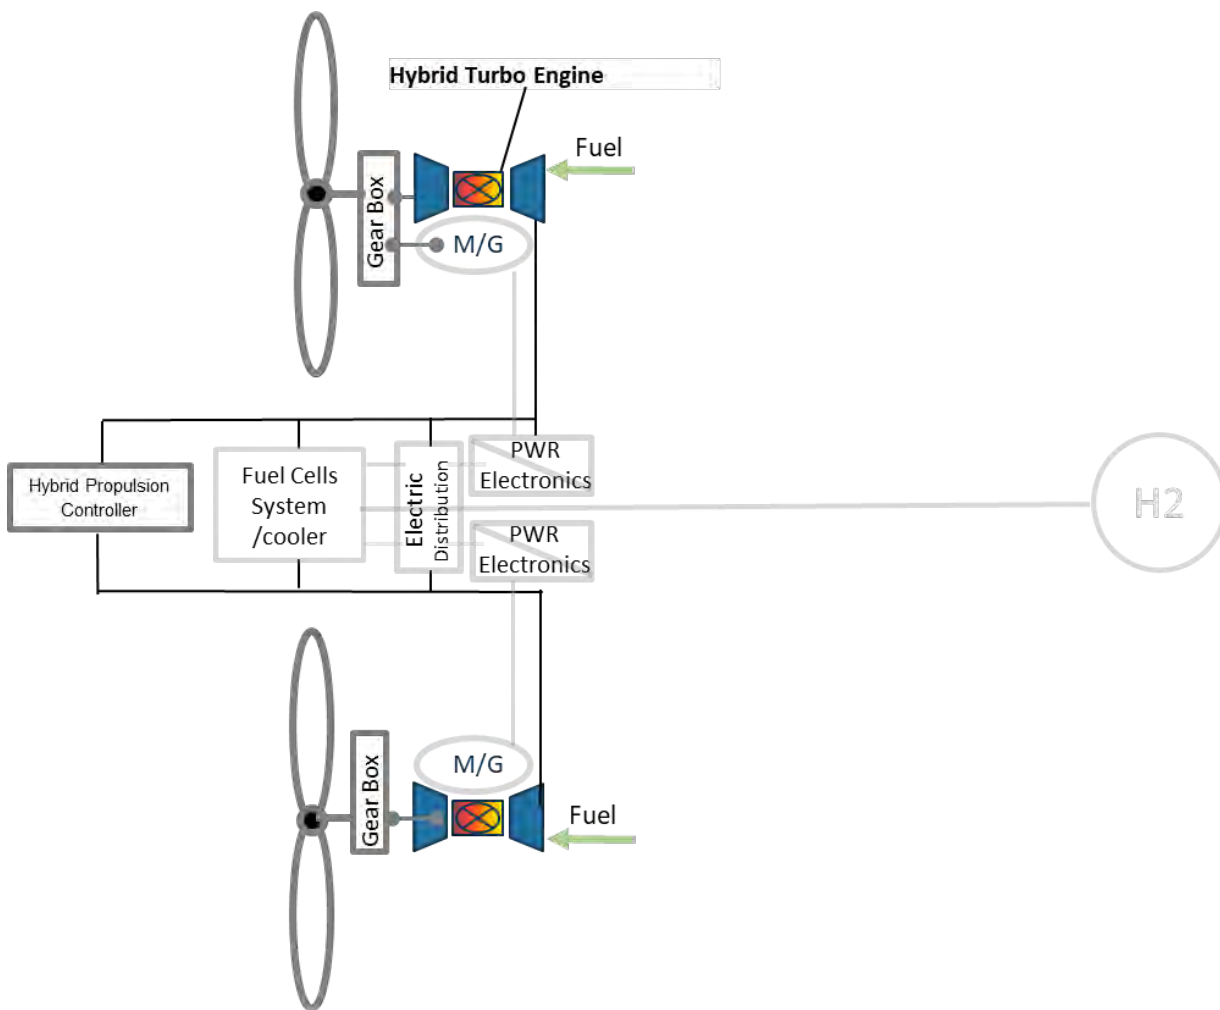 Hybrid Turbo Engine
Fuel
Gear Box
M/G
PWR
Electronics
Hybrid Propulsion
Controller
Fuel Cells
System
/cooler
Electric
Distribution
H2
PWR
Electronics
M/G
Gear Box
Fuel